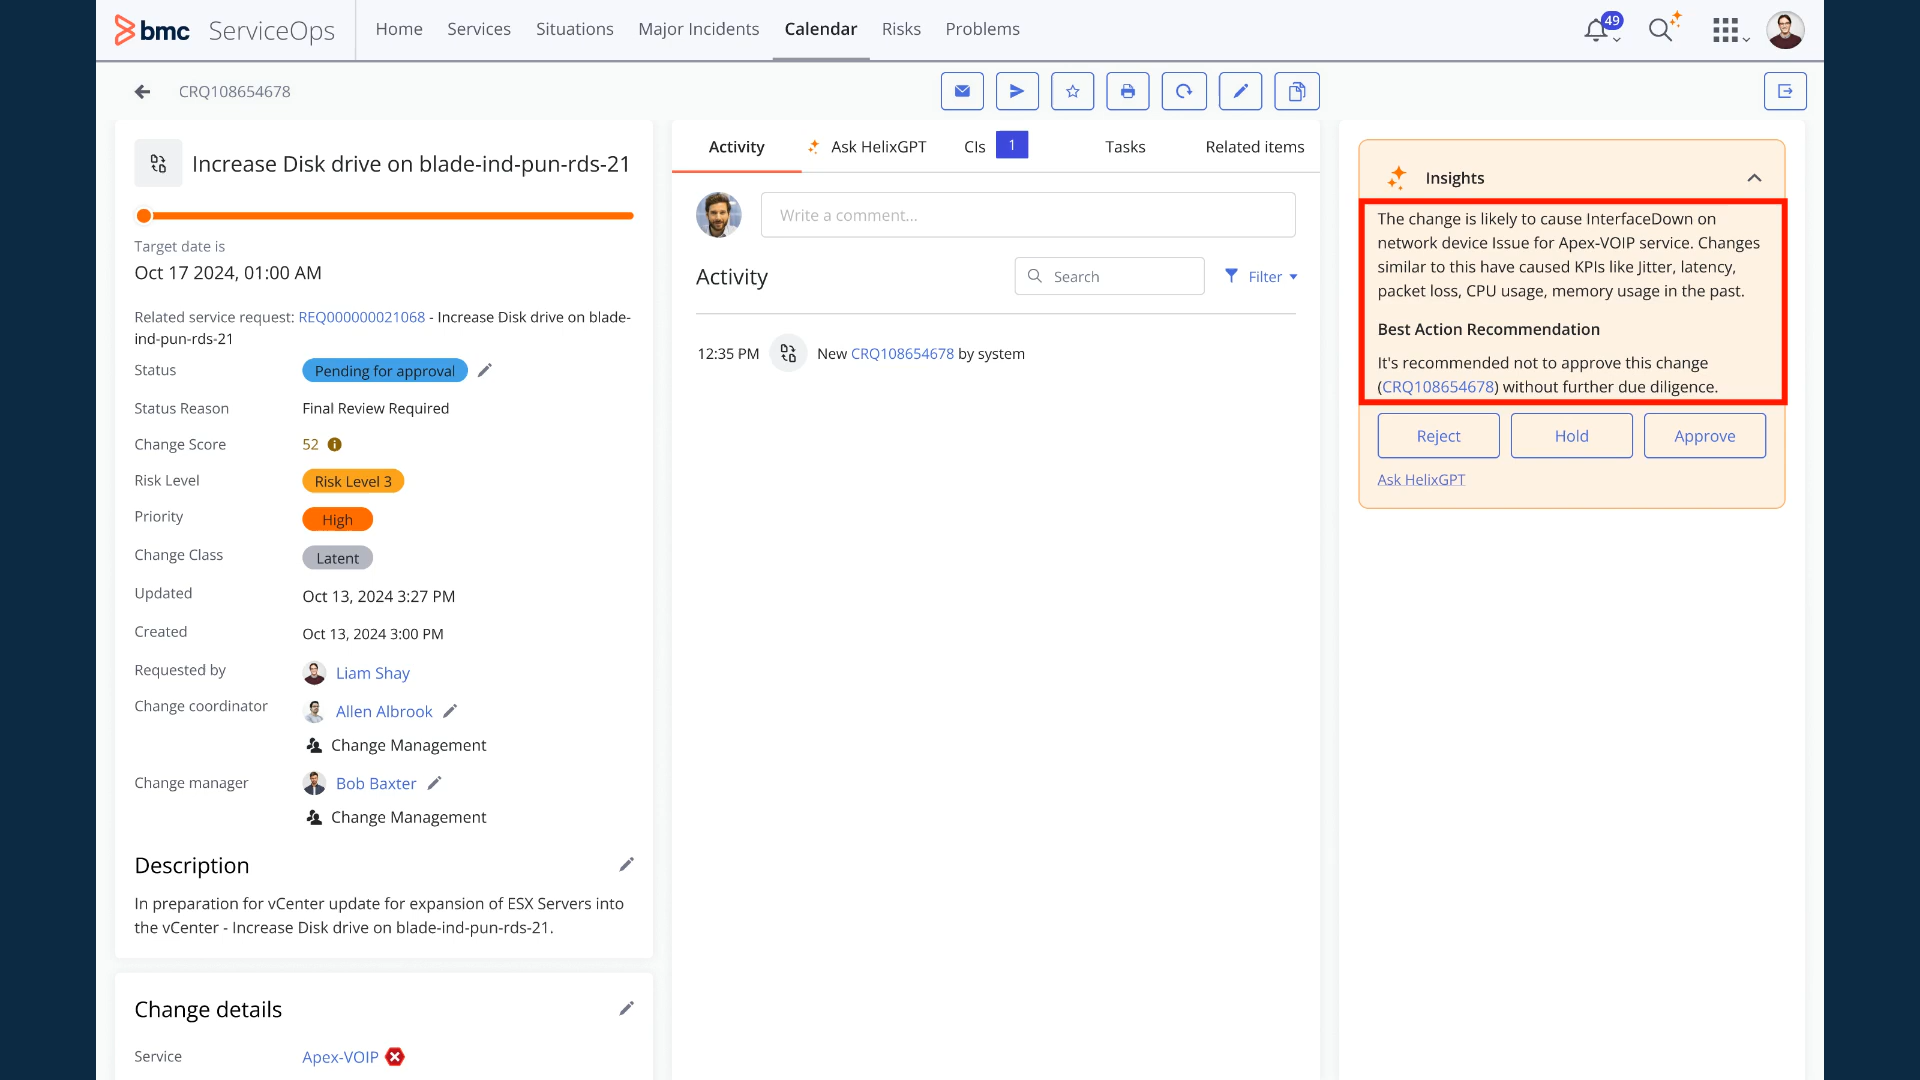 bmc ServiceOps
Home Services Situations Major Incidents Calendar Risks Problems
49
CRQ108654678
Increase Disk drive on blade-ind-pun-rds-21
Target date is
Oct 17 2024, 01:00 AM
Related service request: REQ000000021068 - Increase Disk drive on blade-
ind-pun-rds-21
Status Pending for approval
Status Reason Final Review Required
Change Score 52
Risk Level Risk Level 3
Priority High
Change Class Latent
Updated Oct 13, 2024 3:27 PM
Created Oct 13, 2024 3:00 PM
Requested by Liam Shay
Change coordinator Allen Albrook
Change Management
Change manager Bob Baxter
Change Management
Description
In preparation for vCenter update for expansion of ESX Servers into
the vCenter - Increase Disk drive on blade-ind-pun-rds-21.
Change details
Service Apex-VOIP
Activity Ask HelixGPT CIs 1 Tasks Related items
Write a comment...
Activity Search Filter
12:35 PM New CRQ108654678 by system
Insights
The change is likely to cause InterfaceDown on
network device Issue for Apex-VOIP service. Changes
similar to this have caused KPIs like Jitter, latency,
packet loss, CPU usage, memory usage in the past.
Best Action Recommendation
It's recommended not to approve this change
(CRQ108654678) without further due diligence.
Reject Hold Approve
Ask HelixGPT